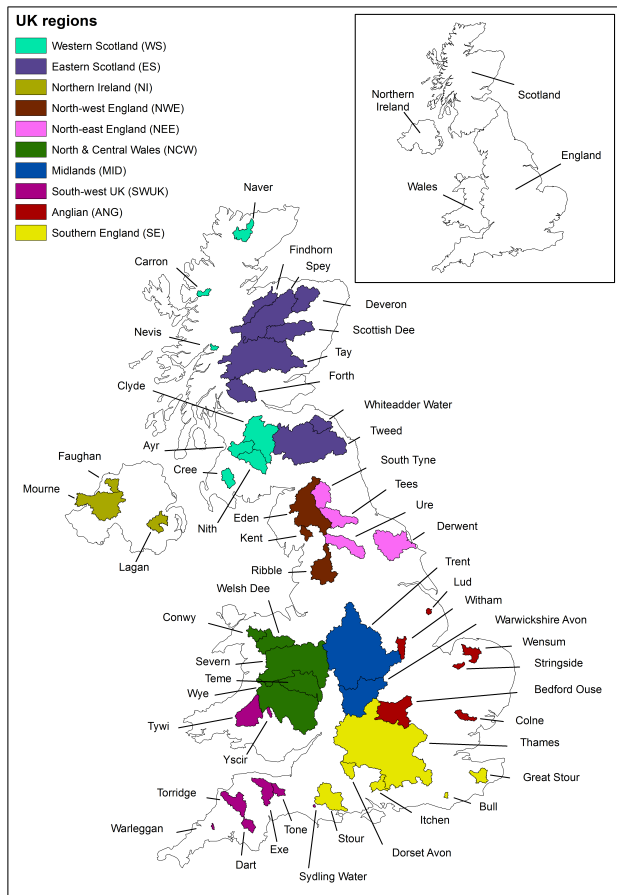 UK regions
Western Scotland (WS)
Eastern Scotland (ES)
Northern Ireland (NI)
North-west England (NWE)
North-east England (NEE)
North & Central Wales (NCW)
Midlands (MID)
South-west UK (SWUK)
Anglian (ANG)
Southern England (SE)
Northern
Ireland
Scotland
England
Wales
Naver
Findhorn
Spey
Carron
Deveron
Scottish Dee
Nevis
Tay
Forth
Clyde
Whiteadder Water
Tweed
Ayr
South Tyne
Faughan
Cree
Tees
Mourne
Ure
Eden
Nith
Derwent
Kent
Lagan
Ribble
Trent
Lud
Welsh Dee
Witham
Conwy
Warwickshire Avon
Wensum
Severn
Stringside
Teme
Wye
Bedford Ouse
Tywi
Colne
Yscir
Thames
Great Stour
Torridge
Bull
Itchen
Warleggan
Tone
Stour
Exe
Dorset Avon
Dart
Sydling Water